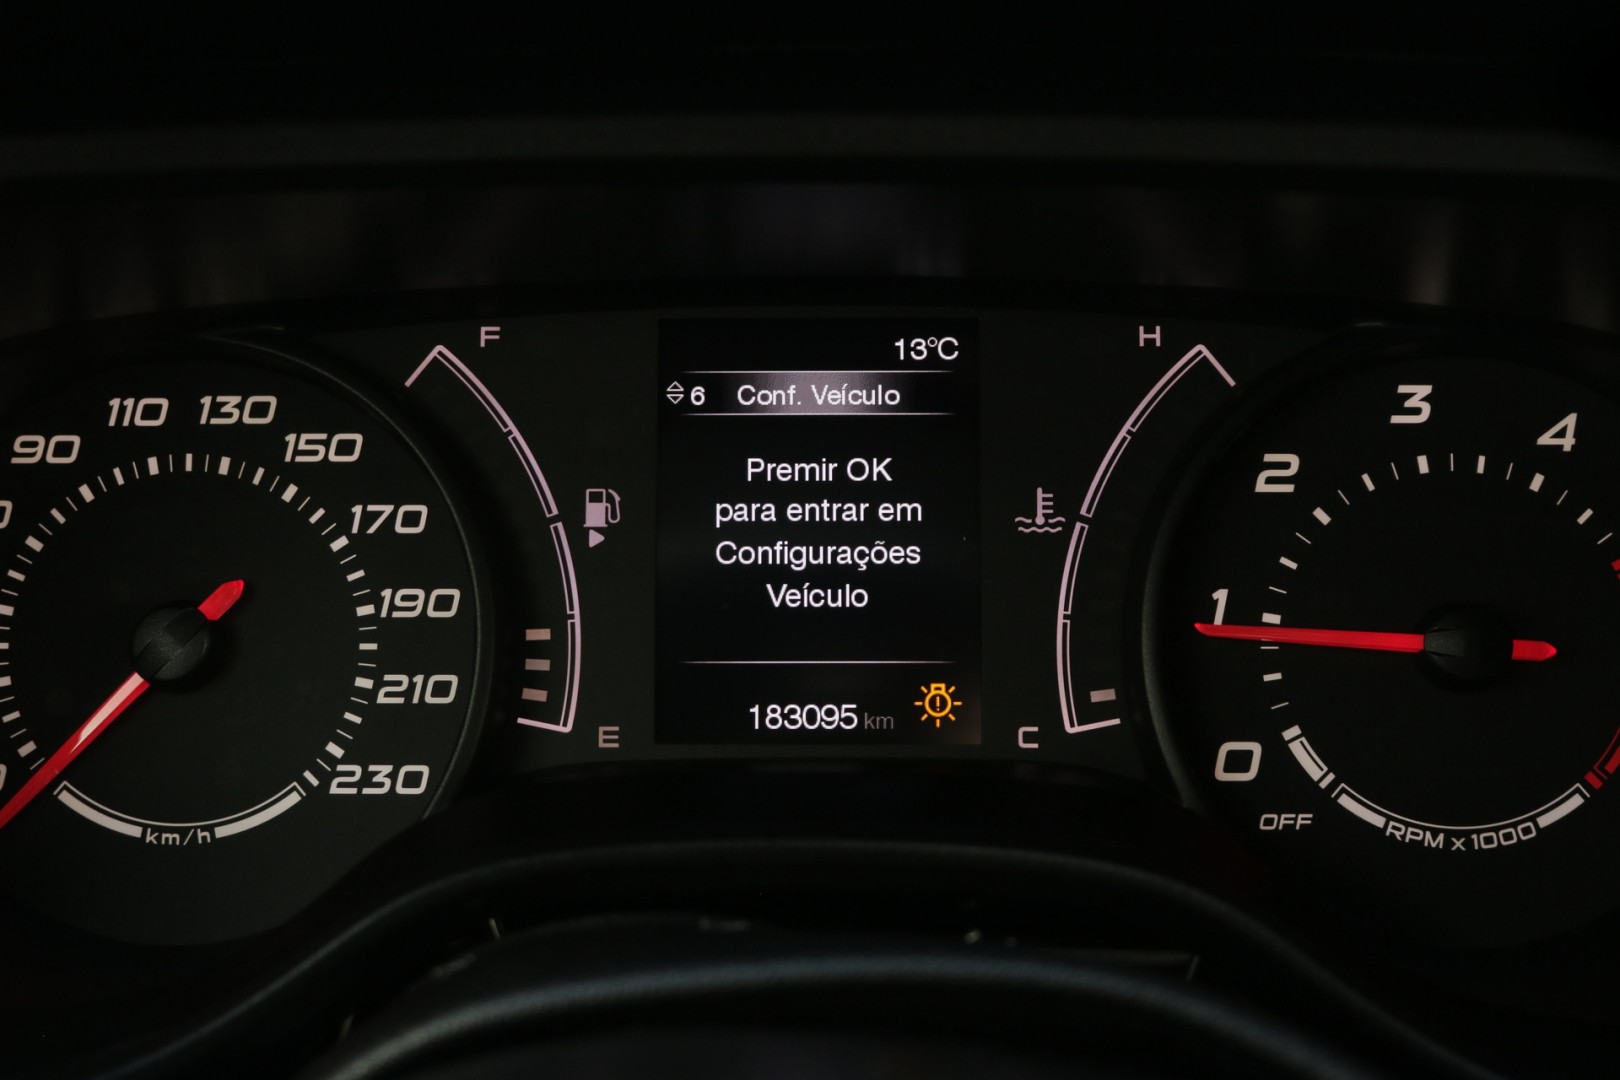 F
H
13°C
6 Conf. Veículo
Premir OK
para entrar em
Configurações
Veículo
183095 km
E
C
90
110
130
150
170
190
210
230
km/h
0
1
2
3
4
OFF
RPM x 1000